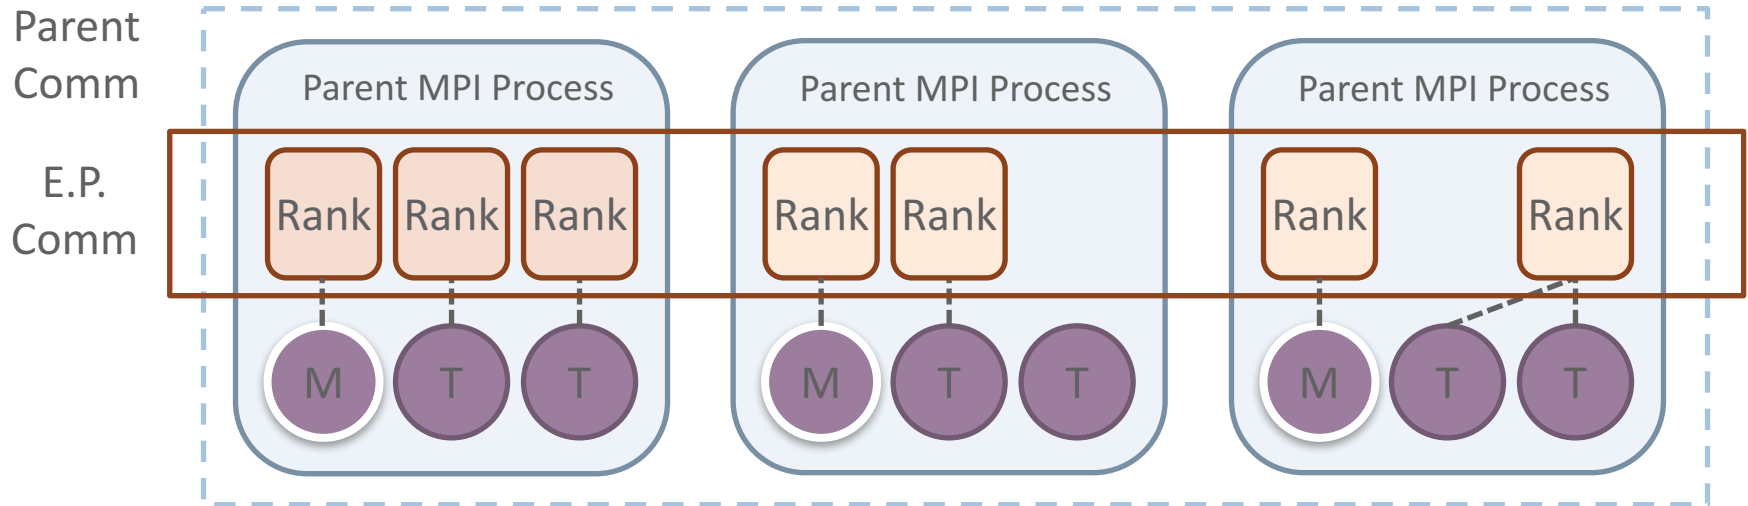 Parent
Comm
Parent MPI Process Parent MPI Process Parent MPI Process
E.P.
Comm
Rank Rank Rank Rank Rank Rank Rank
M T T M T T M T T